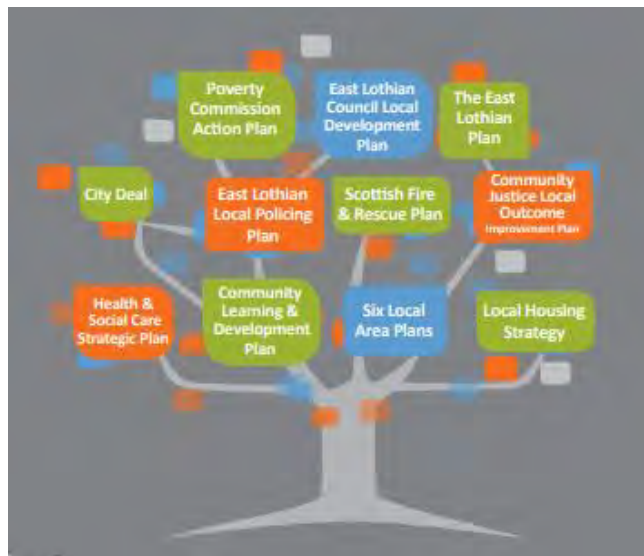 Poverty
Commission
Action Plan
East Lothian
Council Local
Development
Plan
The East
Lothian
Plan
City Deal
East Lothian
Local Policing
Plan
Scottish Fire
& Rescue Plan
Community
Justice Local
Outcome
Improvement Plan
Health &
Social Care
Strategic Plan
Community
Learning &
Development
Plan
Six Local
Area Plans
Local Housing
Strategy